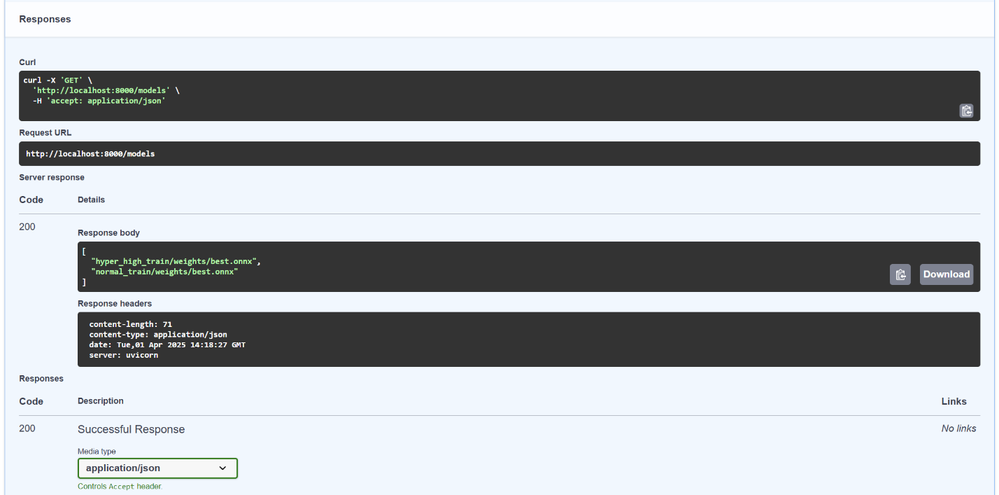 Responses
Curl
curl -X 'GET' \
  'http://localhost:8000/models' \
  -H 'accept: application/json'
Request URL
http://localhost:8000/models
Server response
Code Details
200
Response body
[
  "hyper_high_train/weights/best.onnx",
  "normal_train/weights/best.onnx"
]
Download
Response headers
content-length: 71
content-type: application/json
date: Tue,01 Apr 2025 14:18:27 GMT
server: uvicorn
Responses
Code Description Links
200 Successful Response No links
Media type
application/json
Controls Accept header.